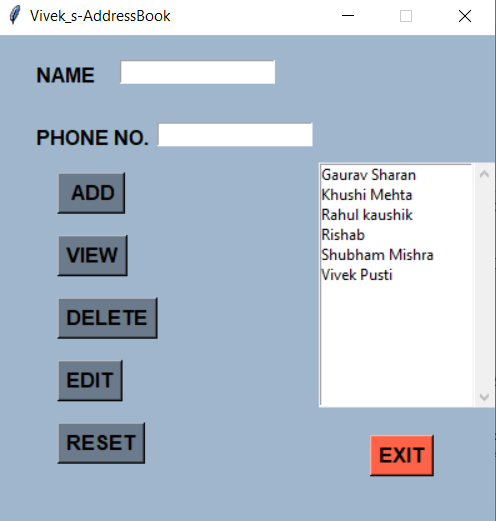 Vivek_s-AddressBook
NAME
PHONE NO.
ADD
VIEW
DELETE
EDIT
RESET
Gaurav Sharan
Khushi Mehta
Rahul kaushik
Rishab
Shubham Mishra
Vivek Pusti
EXIT